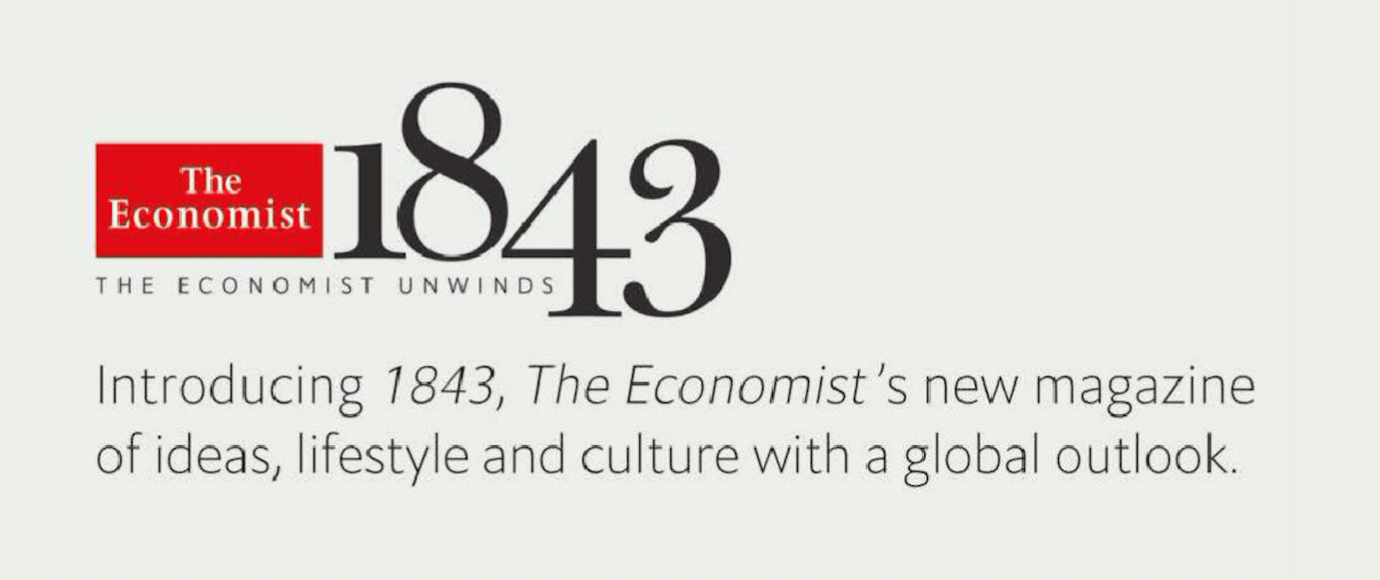 The
Economist
1843
THE ECONOMIST UNWINDS
Introducing 1843, The Economist's new magazine
of ideas, lifestyle and culture with a global outlook.